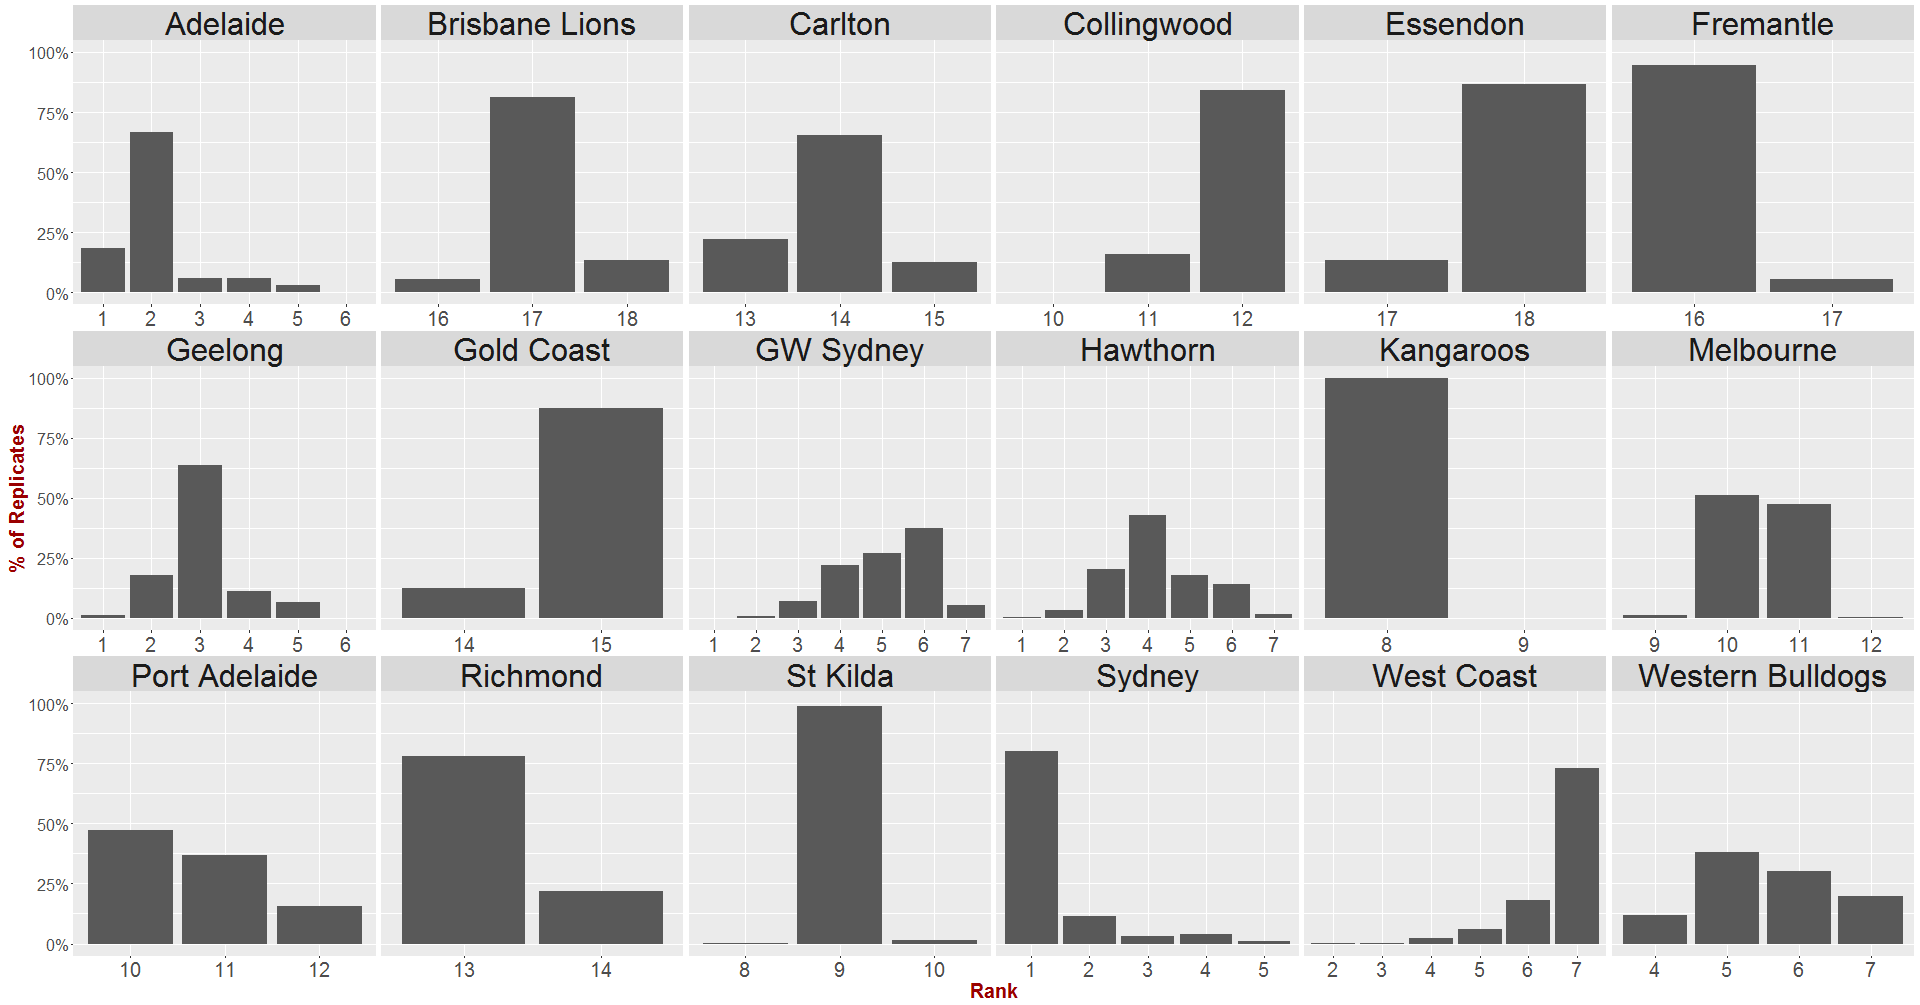 Adelaide Brisbane Lions Carlton Collingwood Essendon Fremantle
100%
75%
50%
25%
0%
1 2 3 4 5 6 16 17 18 13 14 15 10 11 12 17 18 16 17
Geelong Gold Coast GW Sydney Hawthorn Kangaroos Melbourne
100%
75%
% of Replicates
50%
25%
0%
1 2 3 4 5 6 14 15 1 2 3 4 5 6 7 1 2 3 4 5 6 7 8 9 9 10 11 12
Port Adelaide Richmond St Kilda Sydney West Coast Western Bulldogs
100%
75%
50%
25%
0%
10 11 12 13 14 8 9 10 1 2 3 4 5 2 3 4 5 6 7 4 5 6 7
Rank